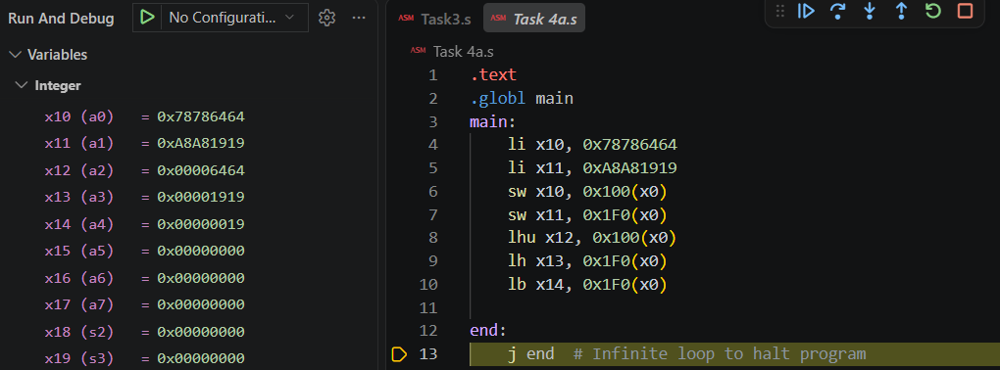 Run And Debug No Configurati... ...
Variables
Integer
x10 (a0) = 0x78786464
x11 (a1) = 0xA8A81919
x12 (a2) = 0x00006464
x13 (a3) = 0x00001919
x14 (a4) = 0x00000019
x15 (a5) = 0x00000000
x16 (a6) = 0x00000000
x17 (a7) = 0x00000000
x18 (s2) = 0x00000000
x19 (s3) = 0x00000000
ASM Task3.s ASM Task 4a.s
ASM Task 4a.s
1 .text
2 .globl main
3 main:
4 li x10, 0x78786464
5 li x11, 0xA8A81919
6 sw x10, 0x100(x0)
7 sw x11, 0x1F0(x0)
8 lhu x12, 0x100(x0)
9 lh x13, 0x1F0(x0)
10 lb x14, 0x1F0(x0)
11
12 end:
13 j end # Infinite loop to halt program